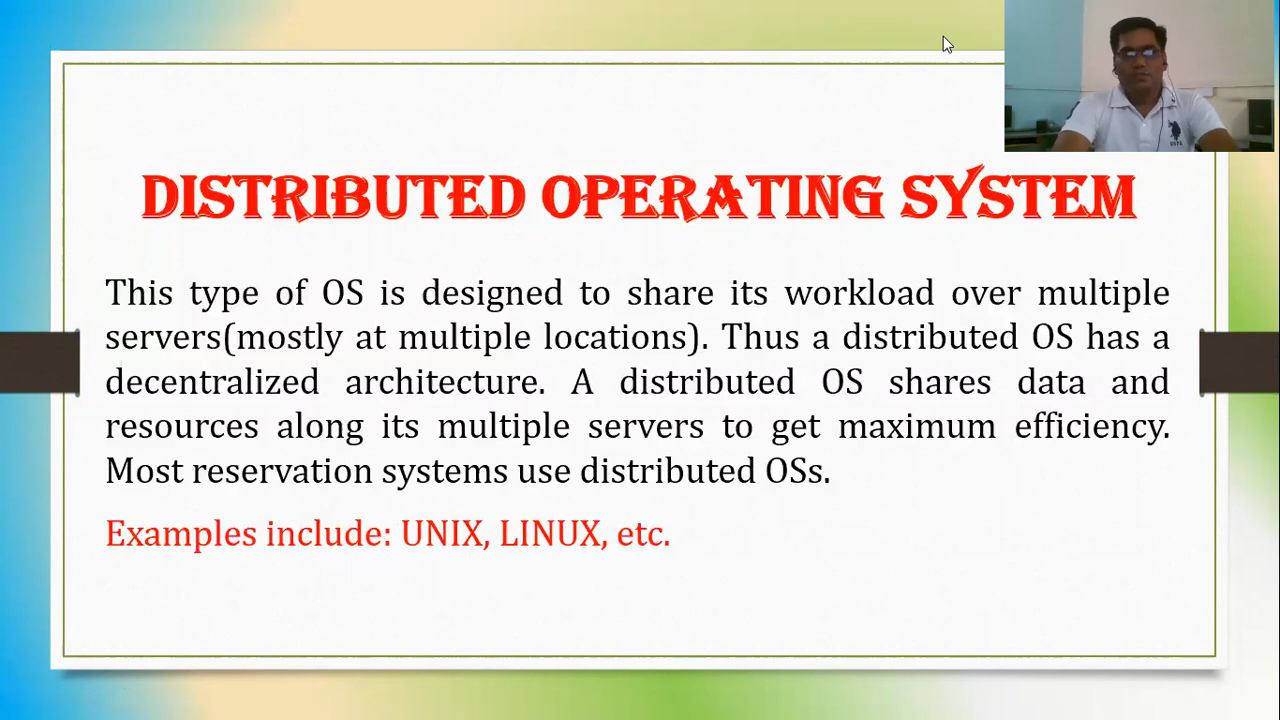 DISTRIBUTED OPERATING SYSTEM
This type of OS is designed to share its workload over multiple
servers(mostly at multiple locations). Thus a distributed OS has a
decentralized architecture. A distributed OS shares data and
resources along its multiple servers to get maximum efficiency.
Most reservation systems use distributed OSs.
Examples include: UNIX, LINUX, etc.